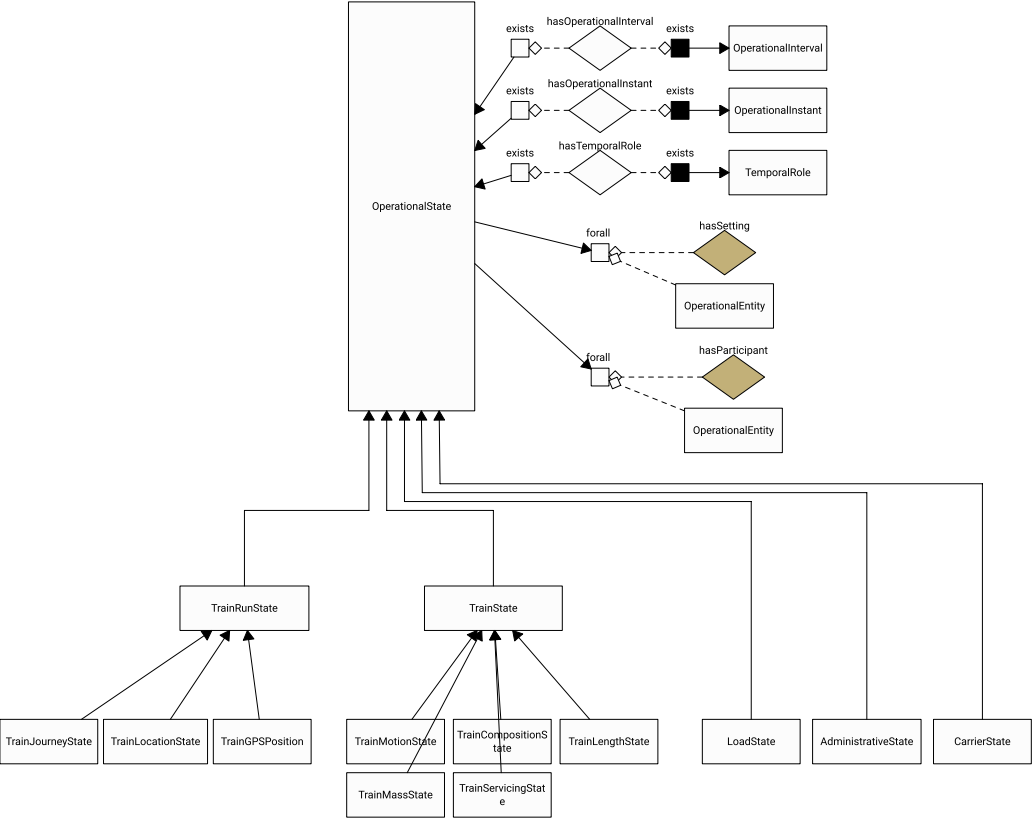 hasOperationalInterval
exists
exists
OperationalInterval
hasOperationalInstant
exists
exists
OperationalInstant
hasTemporalRole
exists
exists
TemporalRole
OperationalState
hasSetting
forall
OperationalEntity
hasParticipant
forall
OperationalEntity
TrainRunState
TrainState
TrainJourneyState
TrainLocationState
TrainGPSPosition
TrainMotionState
TrainCompositionS
tate
TrainLengthState
LoadState
AdministrativeState
CarrierState
TrainMassState
TrainServicingStat
e